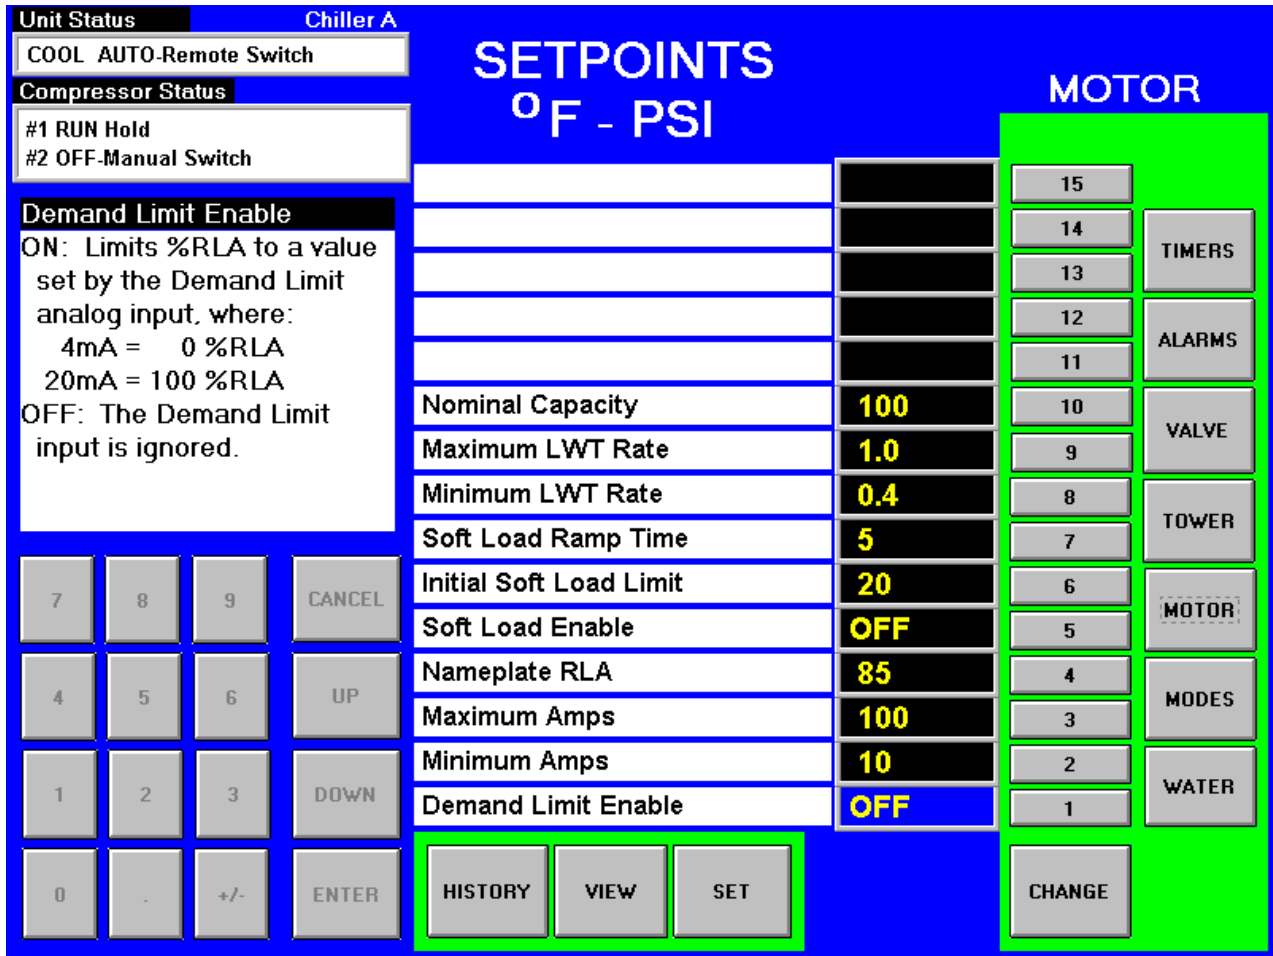 Unit Status Chiller A
COOL AUTO-Remote Switch
Compressor Status
#1 RUN Hold
#2 OFF-Manual Switch
Demand Limit Enable
ON: Limits %RLA to a value
set by the Demand Limit
analog input, where:
4mA = 0 %RLA
20mA = 100 %RLA
OFF: The Demand Limit
input is ignored.
7 8 9 CANCEL
4 5 6 UP
1 2 3 DOWN
0 . +/- ENTER
SETPOINTS
ºF - PSI
Nominal Capacity 100
Maximum LWT Rate 1.0
Minimum LWT Rate 0.4
Soft Load Ramp Time 5
Initial Soft Load Limit 20
Soft Load Enable OFF
Nameplate RLA 85
Maximum Amps 100
Minimum Amps 10
Demand Limit Enable OFF
HISTORY VIEW SET
MOTOR
15
14
13
12
11
10
9
8
7
6
5
4
3
2
1
TIMERS
ALARMS
VALVE
TOWER
MOTOR
MODES
WATER
CHANGE